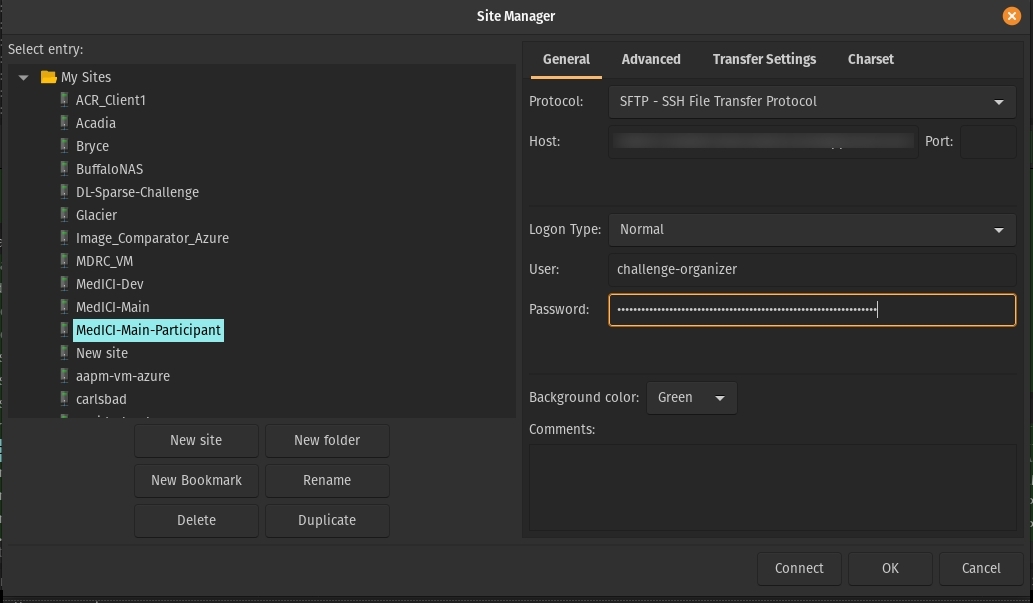 Site Manager
Select entry:
My Sites
ACR_Client1
Acadia
Bryce
BuffaloNAS
DL-Sparse-Challenge
Glacier
Image_Comparator_Azure
MDRC_VM
MedICI-Dev
MedICI-Main
MedICI-Main-Participant
New site
aapm-vm-azure
carlsbad
New site
New folder
New Bookmark
Rename
Delete
Duplicate
General Advanced Transfer Settings Charset
Protocol: SFTP - SSH File Transfer Protocol
Host: Port:
Logon Type: Normal
User: challenge-organizer
Password:
Background color: Green
Comments:
Connect OK Cancel